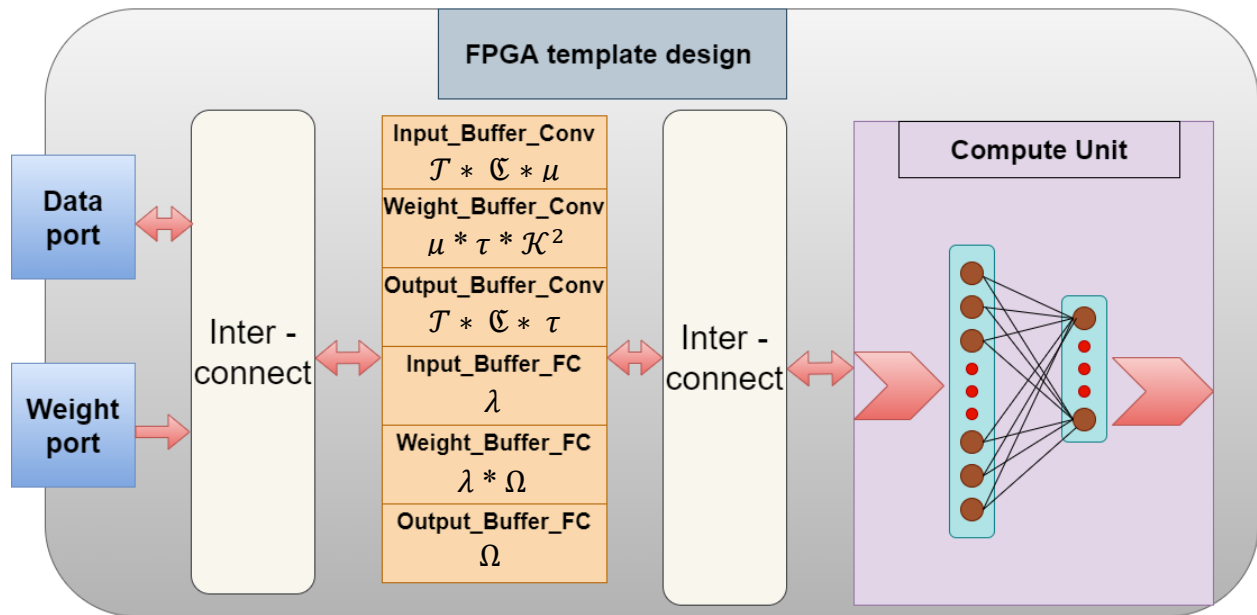 FPGA template design
Data
port
Weight
port
Inter -
connect
Input_Buffer_Conv
𝒯 * ℭ * μ
Weight_Buffer_Conv
μ * τ * 𝒦²
Output_Buffer_Conv
𝒯 * ℭ * τ
Input_Buffer_FC
λ
Weight_Buffer_FC
λ * Ω
Output_Buffer_FC
Ω
Inter -
connect
Compute Unit